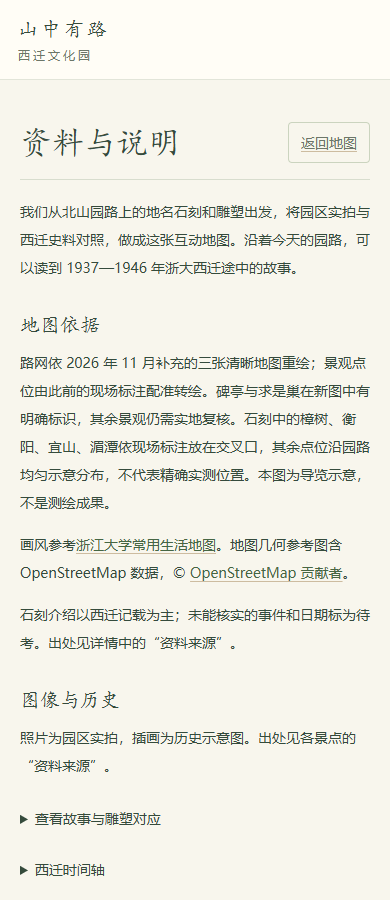 山中有路
西迁文化园
资料与说明
返回地图
我们从北山园路上的地名石刻和雕塑出发，将园区实拍与
西迁史料对照，做成这张互动地图。沿着今天的园路，可
以读到 1937—1946 年浙大西迁途中的故事。
地图依据
路网依 2026 年 11 月补充的三张清晰地图重绘；景观点
位由此前的现场标注配准转绘。碑亭与求是巢在新图中有
明确标识，其余景观仍需实地复核。石刻中的樟树、衡
阳、宜山、湄潭依现场标注放在交叉口，其余点位沿园路
均匀示意分布，不代表精确实测位置。本图为导览示意，
不是测绘成果。
画风参考浙江大学常用生活地图。地图几何参考图含
OpenStreetMap 数据，© OpenStreetMap 贡献者。
石刻介绍以西迁记载为主；未能核实的事件和日期标为待
考。出处见详情中的“资料来源”。
图像与历史
照片为园区实拍，插画为历史示意图。出处见各景点的
“资料来源”。
▶ 查看故事与雕塑对应
▶ 西迁时间轴